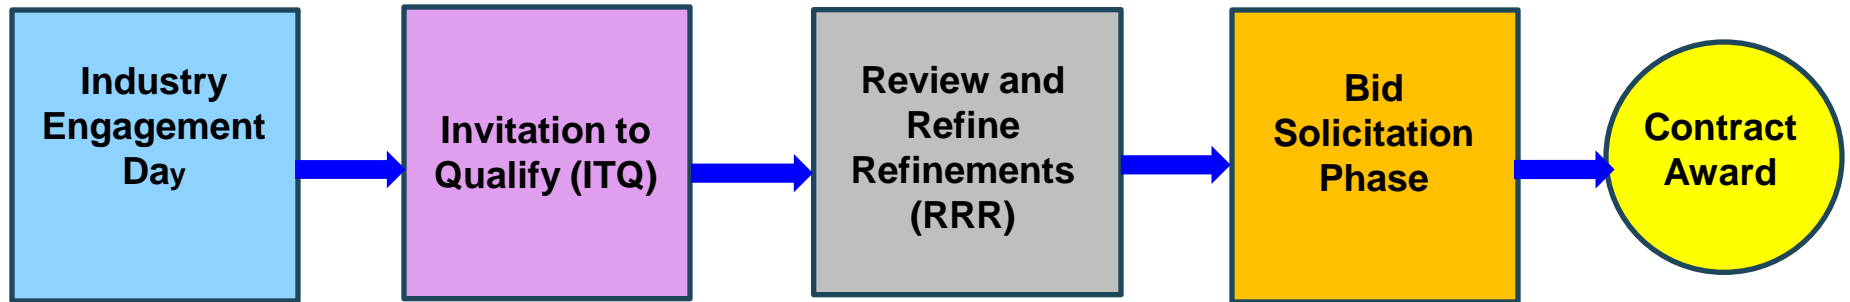 Industry
Engagement
Day
Invitation to
Qualify (ITQ)
Review and
Refine
Refinements
(RRR)
Bid
Solicitation
Phase
Contract
Award